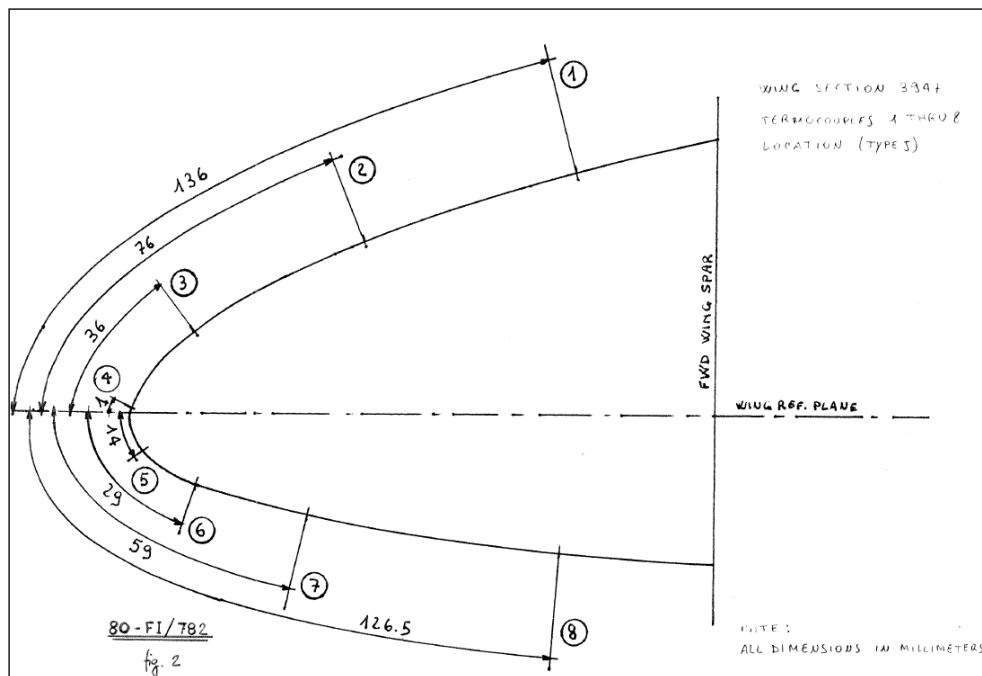 1
WING SECTION 394+
TERMOCOUPLES 1 THRU 8
LOCATION (TYPE J)
136
2
76
3
36
4
1
FWD WING SPAR
WING REF. PLANE
14
5
29
6
59
7
126.5
8
80-FI/782
fig. 2
NOTE:
ALL DIMENSIONS IN MILLIMETERS